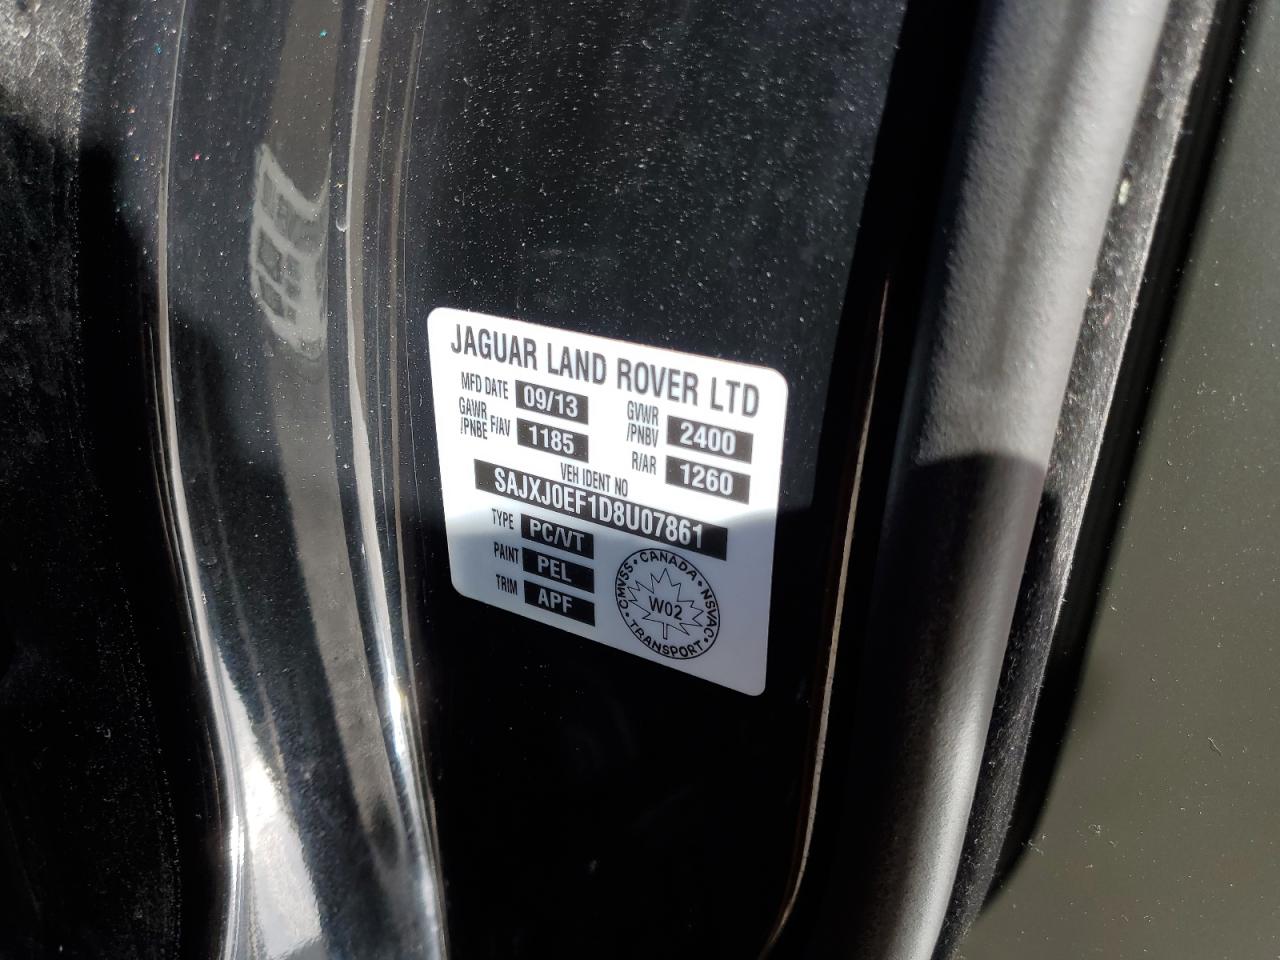 JAGUAR LAND ROVER LTD
MFD DATE 09/13 GVWR/PNBV 2400
GAWR/PNBE F/AV 1185 R/AR 1260
VEH IDENT NO
SAJXJ0EF1D8U07861
TYPE PC/VT
PAINT PEL
TRIM APF
CMVSS • CANADA • NSVAC • TRANSPORT •
W02